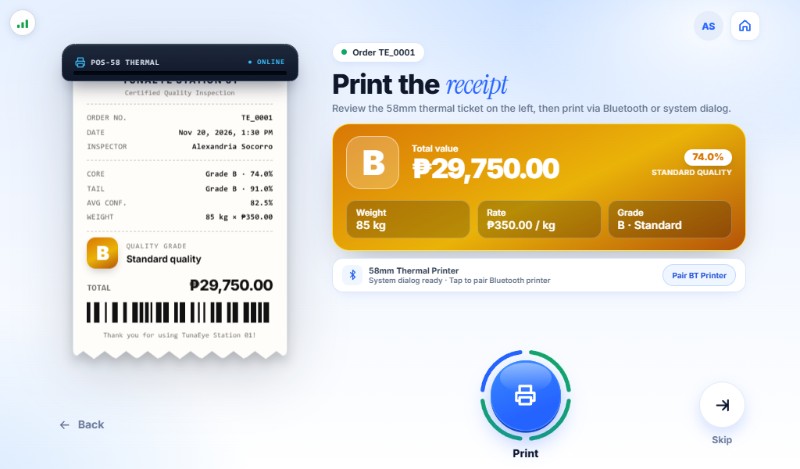 AS
POS-58 THERMAL
ONLINE
TUNAEYE STATION 01
Certified Quality Inspection
ORDER NO. TE_0001
DATE Nov 20, 2026, 1:30 PM
INSPECTOR Alexandria Socorro
CORE Grade B · 74.0%
TAIL Grade B · 91.0%
AVG CONF. 82.5%
WEIGHT 85 kg × ₱350.00
B
QUALITY GRADE
Standard quality
TOTAL ₱29,750.00
Thank you for using TunaEye Station 01!
← Back
Order TE_0001
Print the receipt
Review the 58mm thermal ticket on the left, then print via Bluetooth or system dialog.
B
Total value
₱29,750.00
74.0%
STANDARD QUALITY
Weight
85 kg
Rate
₱350.00 / kg
Grade
B · Standard
58mm Thermal Printer
System dialog ready · Tap to pair Bluetooth printer
Pair BT Printer
Print
Skip